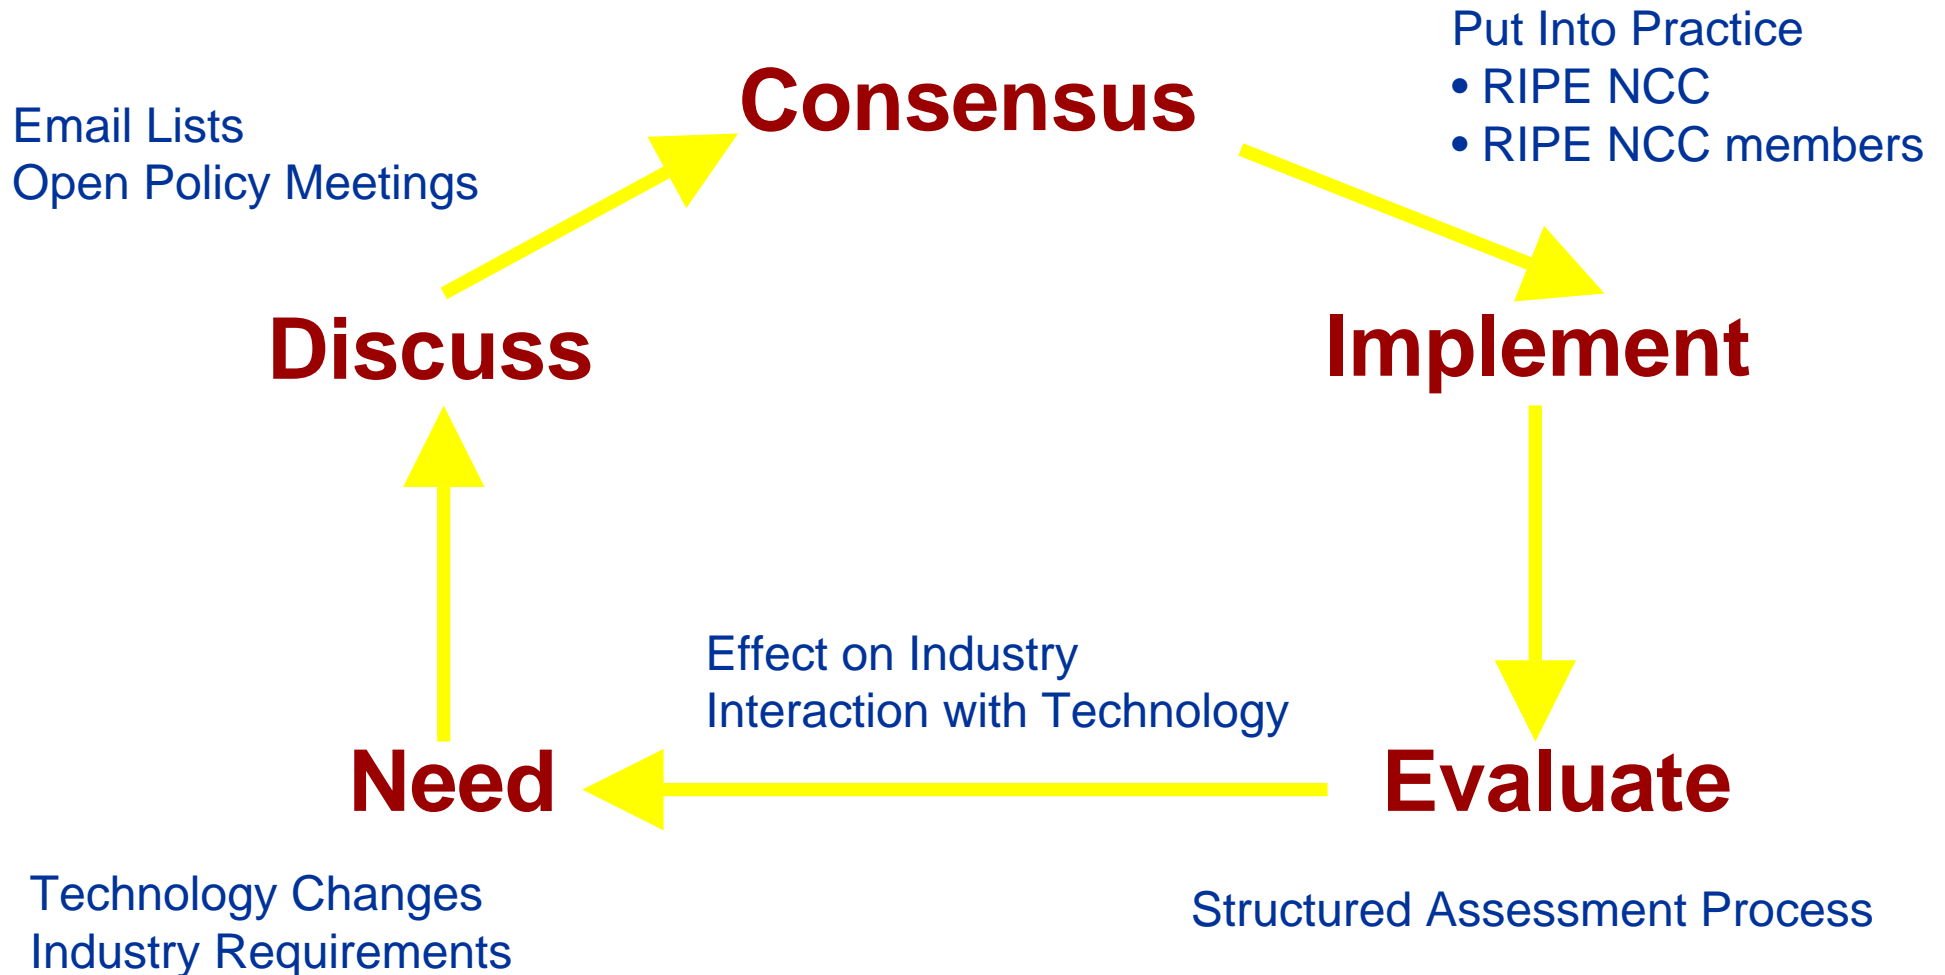 Put Into Practice
• RIPE NCC
• RIPE NCC members
Consensus
Email Lists
Open Policy Meetings
Discuss
Implement
Effect on Industry
Interaction with Technology
Need
Evaluate
Technology Changes
Industry Requirements
Structured Assessment Process